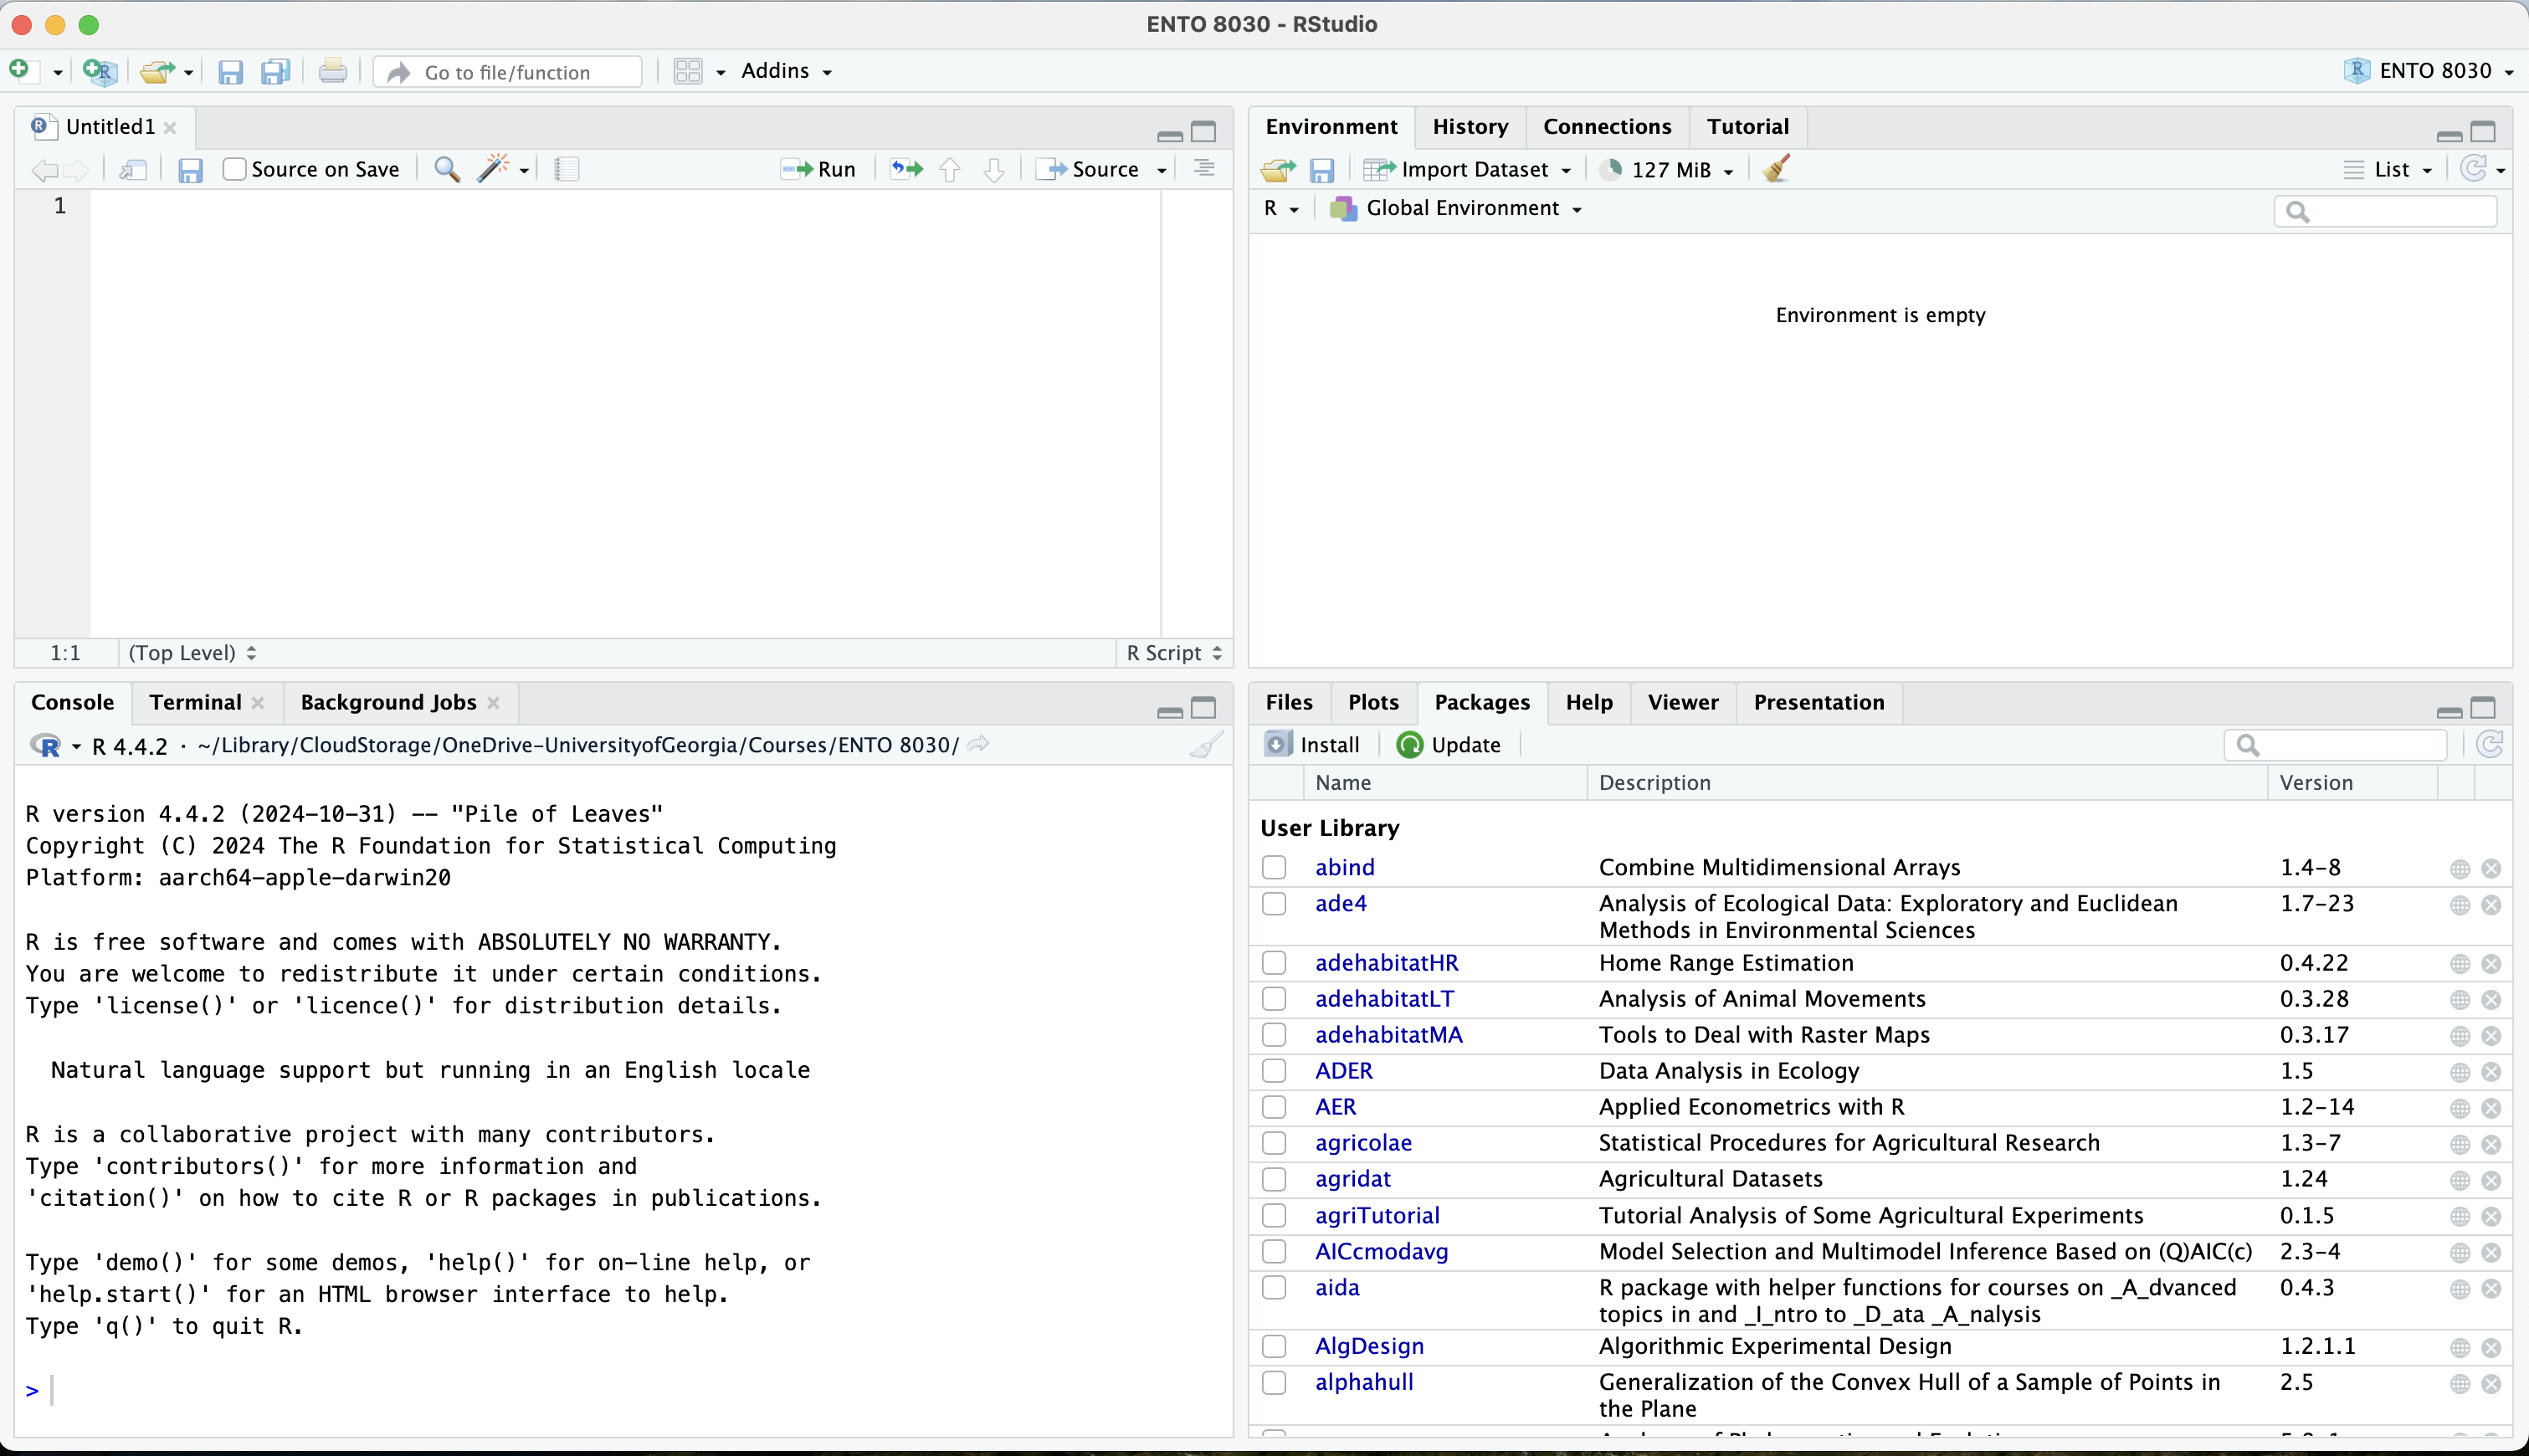 ENTO 8030 - RStudio
Go to file/function
Addins
ENTO 8030
Untitled1
Source on Save
Run
Source
1
1:1
(Top Level)
R Script
Environment
History
Connections
Tutorial
Import Dataset
127 MiB
List
R
Global Environment
Environment is empty
Console
Terminal
Background Jobs
R 4.4.2 · ~/Library/CloudStorage/OneDrive-UniversityofGeorgia/Courses/ENTO 8030/
R version 4.4.2 (2024-10-31) -- "Pile of Leaves"
Copyright (C) 2024 The R Foundation for Statistical Computing
Platform: aarch64-apple-darwin20
R is free software and comes with ABSOLUTELY NO WARRANTY.
You are welcome to redistribute it under certain conditions.
Type 'license()' or 'licence()' for distribution details.
Natural language support but running in an English locale
R is a collaborative project with many contributors.
Type 'contributors()' for more information and
'citation()' on how to cite R or R packages in publications.
Type 'demo()' for some demos, 'help()' for on-line help, or
'help.start()' for an HTML browser interface to help.
Type 'q()' to quit R.
>
Files
Plots
Packages
Help
Viewer
Presentation
Install
Update
Name Description Version
User Library
abind Combine Multidimensional Arrays 1.4-8
ade4 Analysis of Ecological Data: Exploratory and Euclidean 1.7-23
Methods in Environmental Sciences
adehabitatHR Home Range Estimation 0.4.22
adehabitatLT Analysis of Animal Movements 0.3.28
adehabitatMA Tools to Deal with Raster Maps 0.3.17
ADER Data Analysis in Ecology 1.5
AER Applied Econometrics with R 1.2-14
agricolae Statistical Procedures for Agricultural Research 1.3-7
agridat Agricultural Datasets 1.24
agriTutorial Tutorial Analysis of Some Agricultural Experiments 0.1.5
AICcmodavg Model Selection and Multimodel Inference Based on (Q)AIC(c) 2.3-4
aida R package with helper functions for courses on _A_dvanced 0.4.3
topics in and _I_ntro to _D_ata _A_nalysis
AlgDesign Algorithmic Experimental Design 1.2.1.1
alphahull Generalization of the Convex Hull of a Sample of Points in 2.5
the Plane